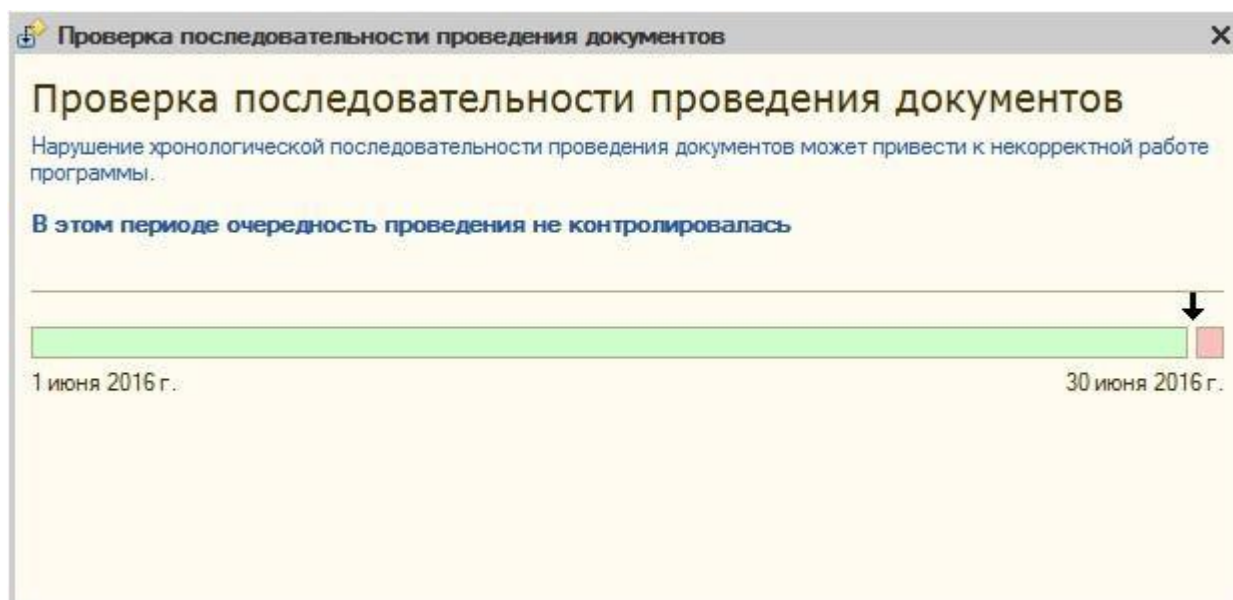 Проверка последовательности проведения документов
Проверка последовательности проведения документов
Нарушение хронологической последовательности проведения документов может привести к некорректной работе
программы.
В этом периоде очередность проведения не контролировалась
1 июня 2016 г.
30 июня 2016 г.